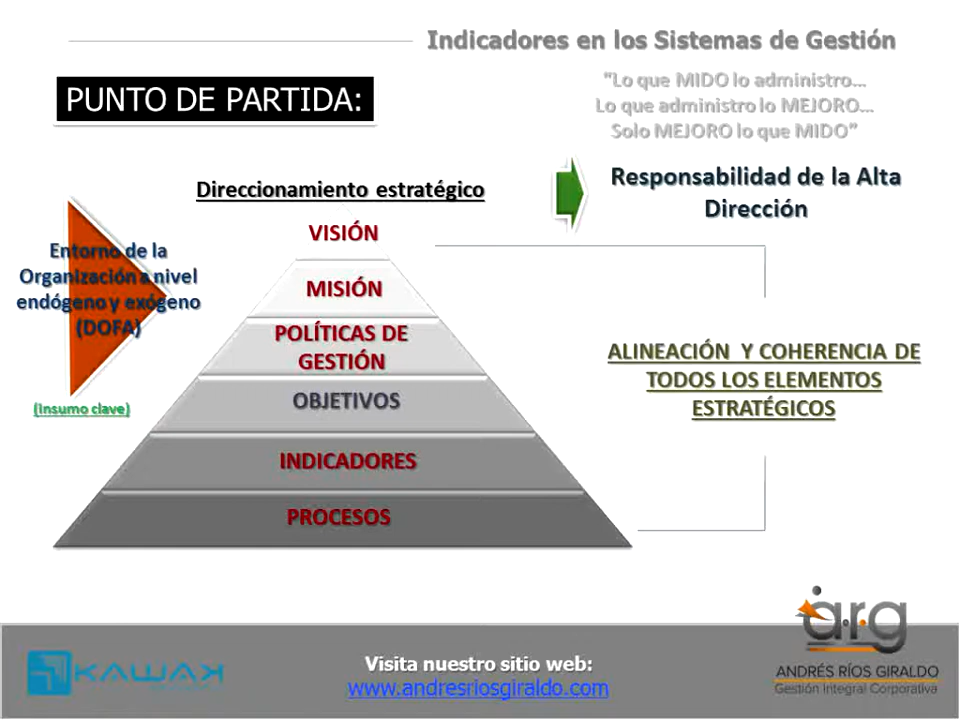 Indicadores en los Sistemas de Gestión
"Lo que MIDO lo administro...
Lo que administro lo MEJORO...
Solo MEJORO lo que MIDO"
PUNTO DE PARTIDA:
Direccionamiento estratégico
Responsabilidad de la Alta
Dirección
Entorno de la
Organización a nivel
endógeno y exógeno
(DOFA)
(Insumo clave)
VISIÓN
MISIÓN
POLÍTICAS DE
GESTIÓN
OBJETIVOS
INDICADORES
PROCESOS
ALINEACIÓN Y COHERENCIA DE
TODOS LOS ELEMENTOS
ESTRATÉGICOS
KAWAK
Visita nuestro sitio web:
www.andresriosgiraldo.com
a.r.g
ANDRÉS RÍOS GIRALDO
Gestión Integral Corporativa